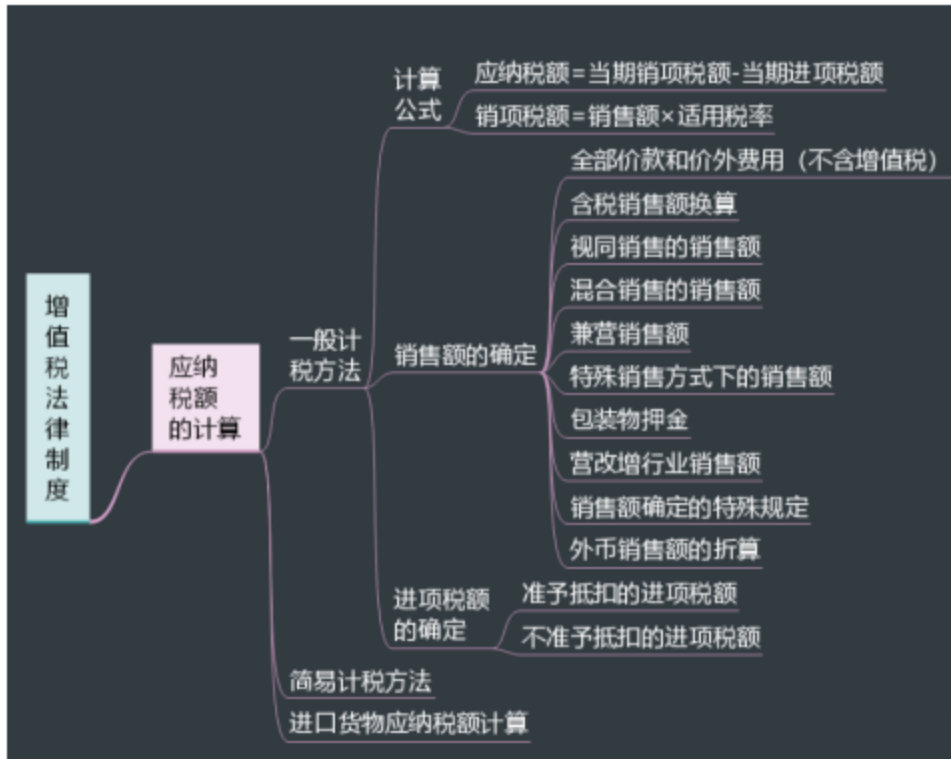 增
值
税
法
律
制
度
应纳
税额
的计算
一般计
税方法
计算
公式
应纳税额=当期销项税额-当期进项税额
销项税额=销售额×适用税率
销售额的确定
全部价款和价外费用（不含增值税）
含税销售额换算
视同销售的销售额
混合销售的销售额
兼营销售额
特殊销售方式下的销售额
包装物押金
营改增行业销售额
销售额确定的特殊规定
外币销售额的折算
进项税额
的确定
准予抵扣的进项税额
不准予抵扣的进项税额
简易计税方法
进口货物应纳税额计算